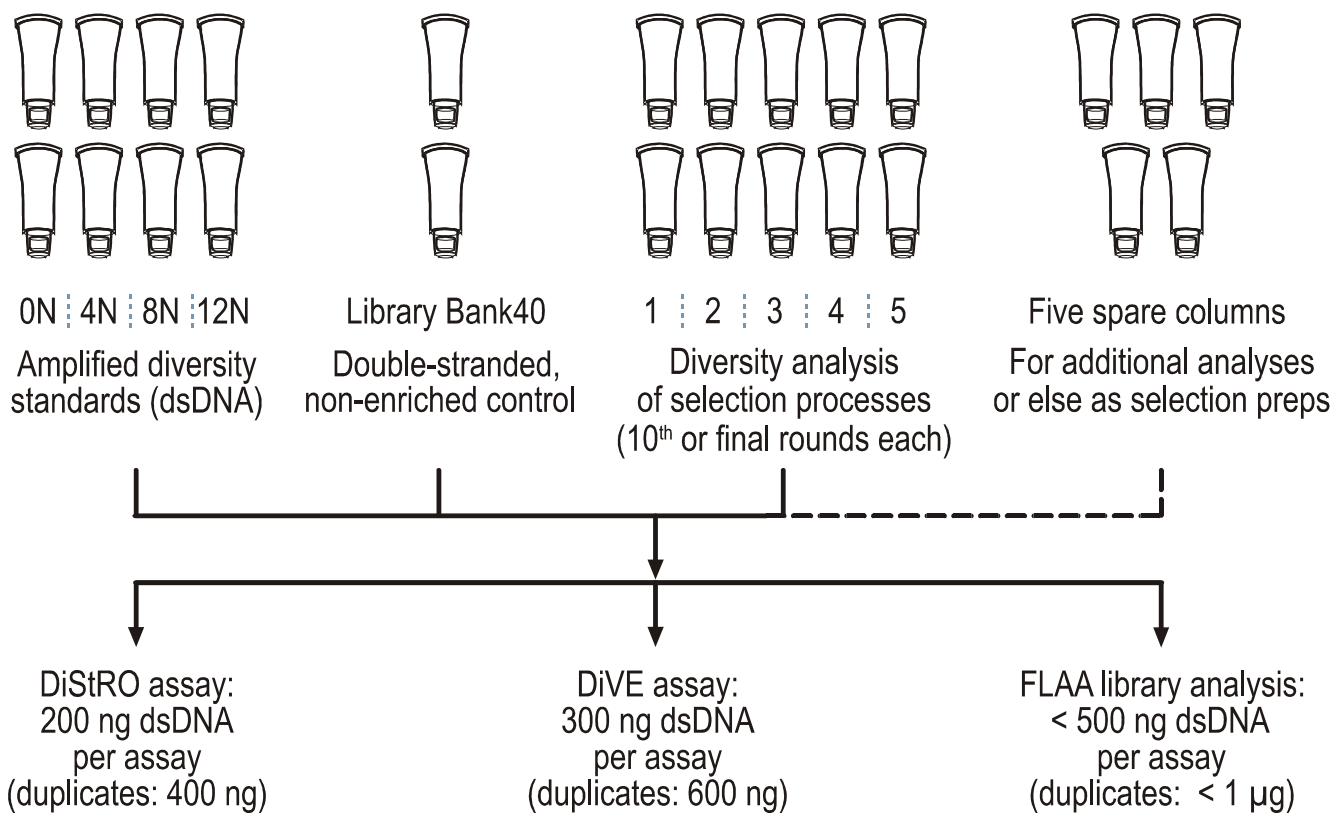 0N 4N 8N 12N
Amplified diversity
standards (dsDNA)
Library Bank40
Double-stranded,
non-enriched control
1 2 3 4 5
Diversity analysis
of selection processes
(10th or final rounds each)
Five spare columns
For additional analyses
or else as selection preps
DiStRO assay:
200 ng dsDNA
per assay
(duplicates: 400 ng)
DiVE assay:
300 ng dsDNA
per assay
(duplicates: 600 ng)
FLAA library analysis:
< 500 ng dsDNA
per assay
(duplicates: < 1 µg)